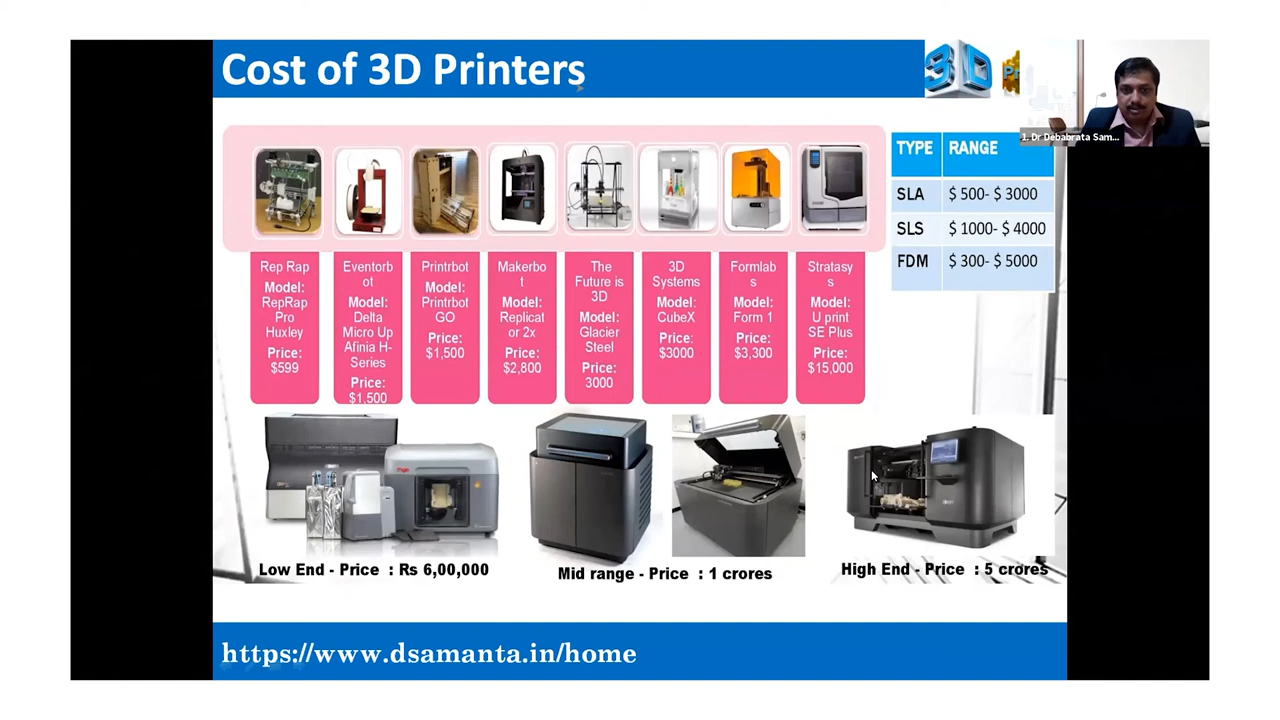 Cost of 3D Printers
3D
1. Dr Debabrata Sam...
TYPE RANGE
SLA $ 500- $ 3000
SLS $ 1000- $ 4000
FDM $ 300- $ 5000
Rep Rap
Model:
RepRap
Pro
Huxley
Price:
$599
Eventorb
ot
Model:
Delta
Micro Up
Afinia H-
Series
Price:
$1,500
Printrbot
Model:
Printrbot
GO
Price:
$1,500
Makerbo
t
Model:
Replicat
or 2x
Price:
$2,800
The
Future is
3D
Model:
Glacier
Steel
Price:
3000
3D
Systems
Model:
CubeX
Price:
$3000
Formlab
s
Model:
Form 1
Price:
$3,300
Stratasy
s
Model:
U print
SE Plus
Price:
$15,000
Low End - Price : Rs 6,00,000
Mid range - Price : 1 crores
High End - Price : 5 crores
https://www.dsamanta.in/home